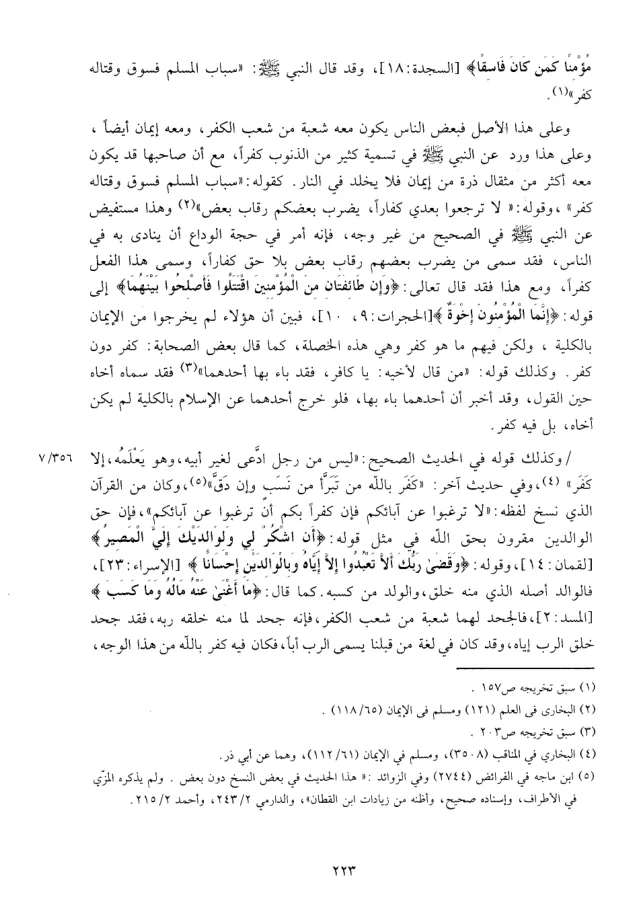 مُؤْمِنًا كَمَن كَانَ فَاسِقًا﴾ [السجدة:١٨]، وقد قال النبي ﷺ: «سباب المسلم فسوق وقتاله
كفر»(١).
وعلى هذا الأصل فبعض الناس يكون معه شعبة من شعب الكفر، ومعه إيمان أيضاً،
وعلى هذا ورد عن النبي ﷺ في تسمية كثير من الذنوب كفراً، مع أن صاحبها قد يكون
معه أكثر من مثقال ذرة من إيمان فلا يخلد في النار. كقوله: «سباب المسلم فسوق وقتاله
كفر» ،وقوله:« لا ترجعوا بعدي كفاراً، يضرب بعضكم رقاب بعض»(٢) وهذا مستفيض
عن النبي ﷺ في الصحيح من غير وجه، فإنه أمر في حجة الوداع أن ينادى به في
الناس، فقد سمى من يضرب بعضهم رقاب بعض بلا حق كفاراً، وسمى هذا الفعل
كفراً، ومع هذا فقد قال تعالى: ﴿وَإِن طَائِفَتَانِ مِنَ الْمُؤْمِنِينَ اقْتَتَلُوا فَأَصْلِحُوا بَيْنَهُمَا﴾ إلى
قوله: ﴿إِنَّمَا الْمُؤْمِنُونَ إِخْوَةٌ ﴾[الحجرات:٩، ١٠]، فبين أن هؤلاء لم يخرجوا من الإيمان
بالكلية ، ولكن فيهم ما هو كفر وهي هذه الخصلة، كما قال بعض الصحابة: كفر دون
كفر. وكذلك قوله: «من قال لأخيه: يا كافر، فقد باء بها أحدهما»(٣) فقد سماه أخاه
حين القول، وقد أخبر أن أحدهما باء بها، فلو خرج أحدهما عن الإسلام بالكلية لم يكن
أخاه، بل فيه كفر.
/ وكذلك قوله في الحديث الصحيح: «ليس من رجل ادَّعى لغير أبيه،وهو يَعْلَمُه،إلا ٧/٣٥٦
كَفَر» (٤)،وفي حديث آخر: «كَفَر باللّه من تَبَرَّأ من نَسَبٍ وإن دَقَّ»(٥)،وكان من القرآن
الذي نسخ لفظه:«لا ترغبوا عن آبائكم فإن كفراً بكم أن ترغبوا عن آبائكم»،فإن حق
الوالدين مقرون بحق اللّه في مثل قوله: ﴿أَنِ اشْكُرْ لِي وَلِوَالِدَيْكَ إِلَيَّ الْمَصِيرُ﴾
[لقمان:١٤]،وقوله: ﴿وَقَضَىٰ رَبُّكَ أَلاَّ تَعْبُدُوا إِلاَّ إِيَّاهُ وَبِالْوَالِدَيْنِ إِحْسَانًا ﴾ [الإسراء:٢٣]،
فالوالد أصله الذي منه خلق،والولد من كسبه.كما قال: ﴿مَا أَغْنَىٰ عَنْهُ مَالُهُ وَمَا كَسَبَ ﴾
[المسد:٢]،فالجحد لهما شعبة من شعب الكفر،فإنه جحد لما منه خلقه ربه،فقد جحد
خلق الرب إياه،وقد كان في لغة من قبلنا يسمى الرب أباً،فكان فيه كفر باللّه من هذا الوجه،
(١) سبق تخريجه ص١٥٧ .
(٢) البخارى فى العلم (١٢١) ومسلم فى الإيمان (١١٨/٦٥) .
(٣) سبق تخريجه ص٢٠٣ .
(٤) البخاري في المناقب (٣٥٠٨)، ومسلم في الإيمان (١١٢/٦١)، وهما عن أبي ذر.
(٥) ابن ماجه في الفرائض (٢٧٤٤) وفي الزوائد :« هذا الحديث في بعض النسخ دون بعض . ولم يذكره المزّي
في الأطراف، وإسناده صحيح، وأظنه من زيادات ابن القطان»، والدارمي ٢/ ٢٤٣، وأحمد ٢/ ٢١٥.
٢٢٣